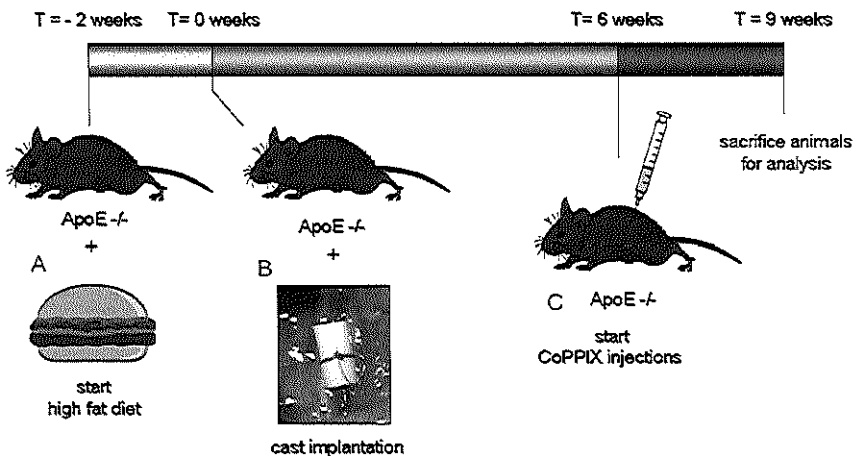 T = - 2 weeks
T= 0 weeks
T= 6 weeks
T = 9 weeks
sacrifice animals
for analysis
ApoE -/-
+
A
start
high fat diet
ApoE -/-
+
B
cast implantation
C
ApoE -/-
start
CoPPIX injections